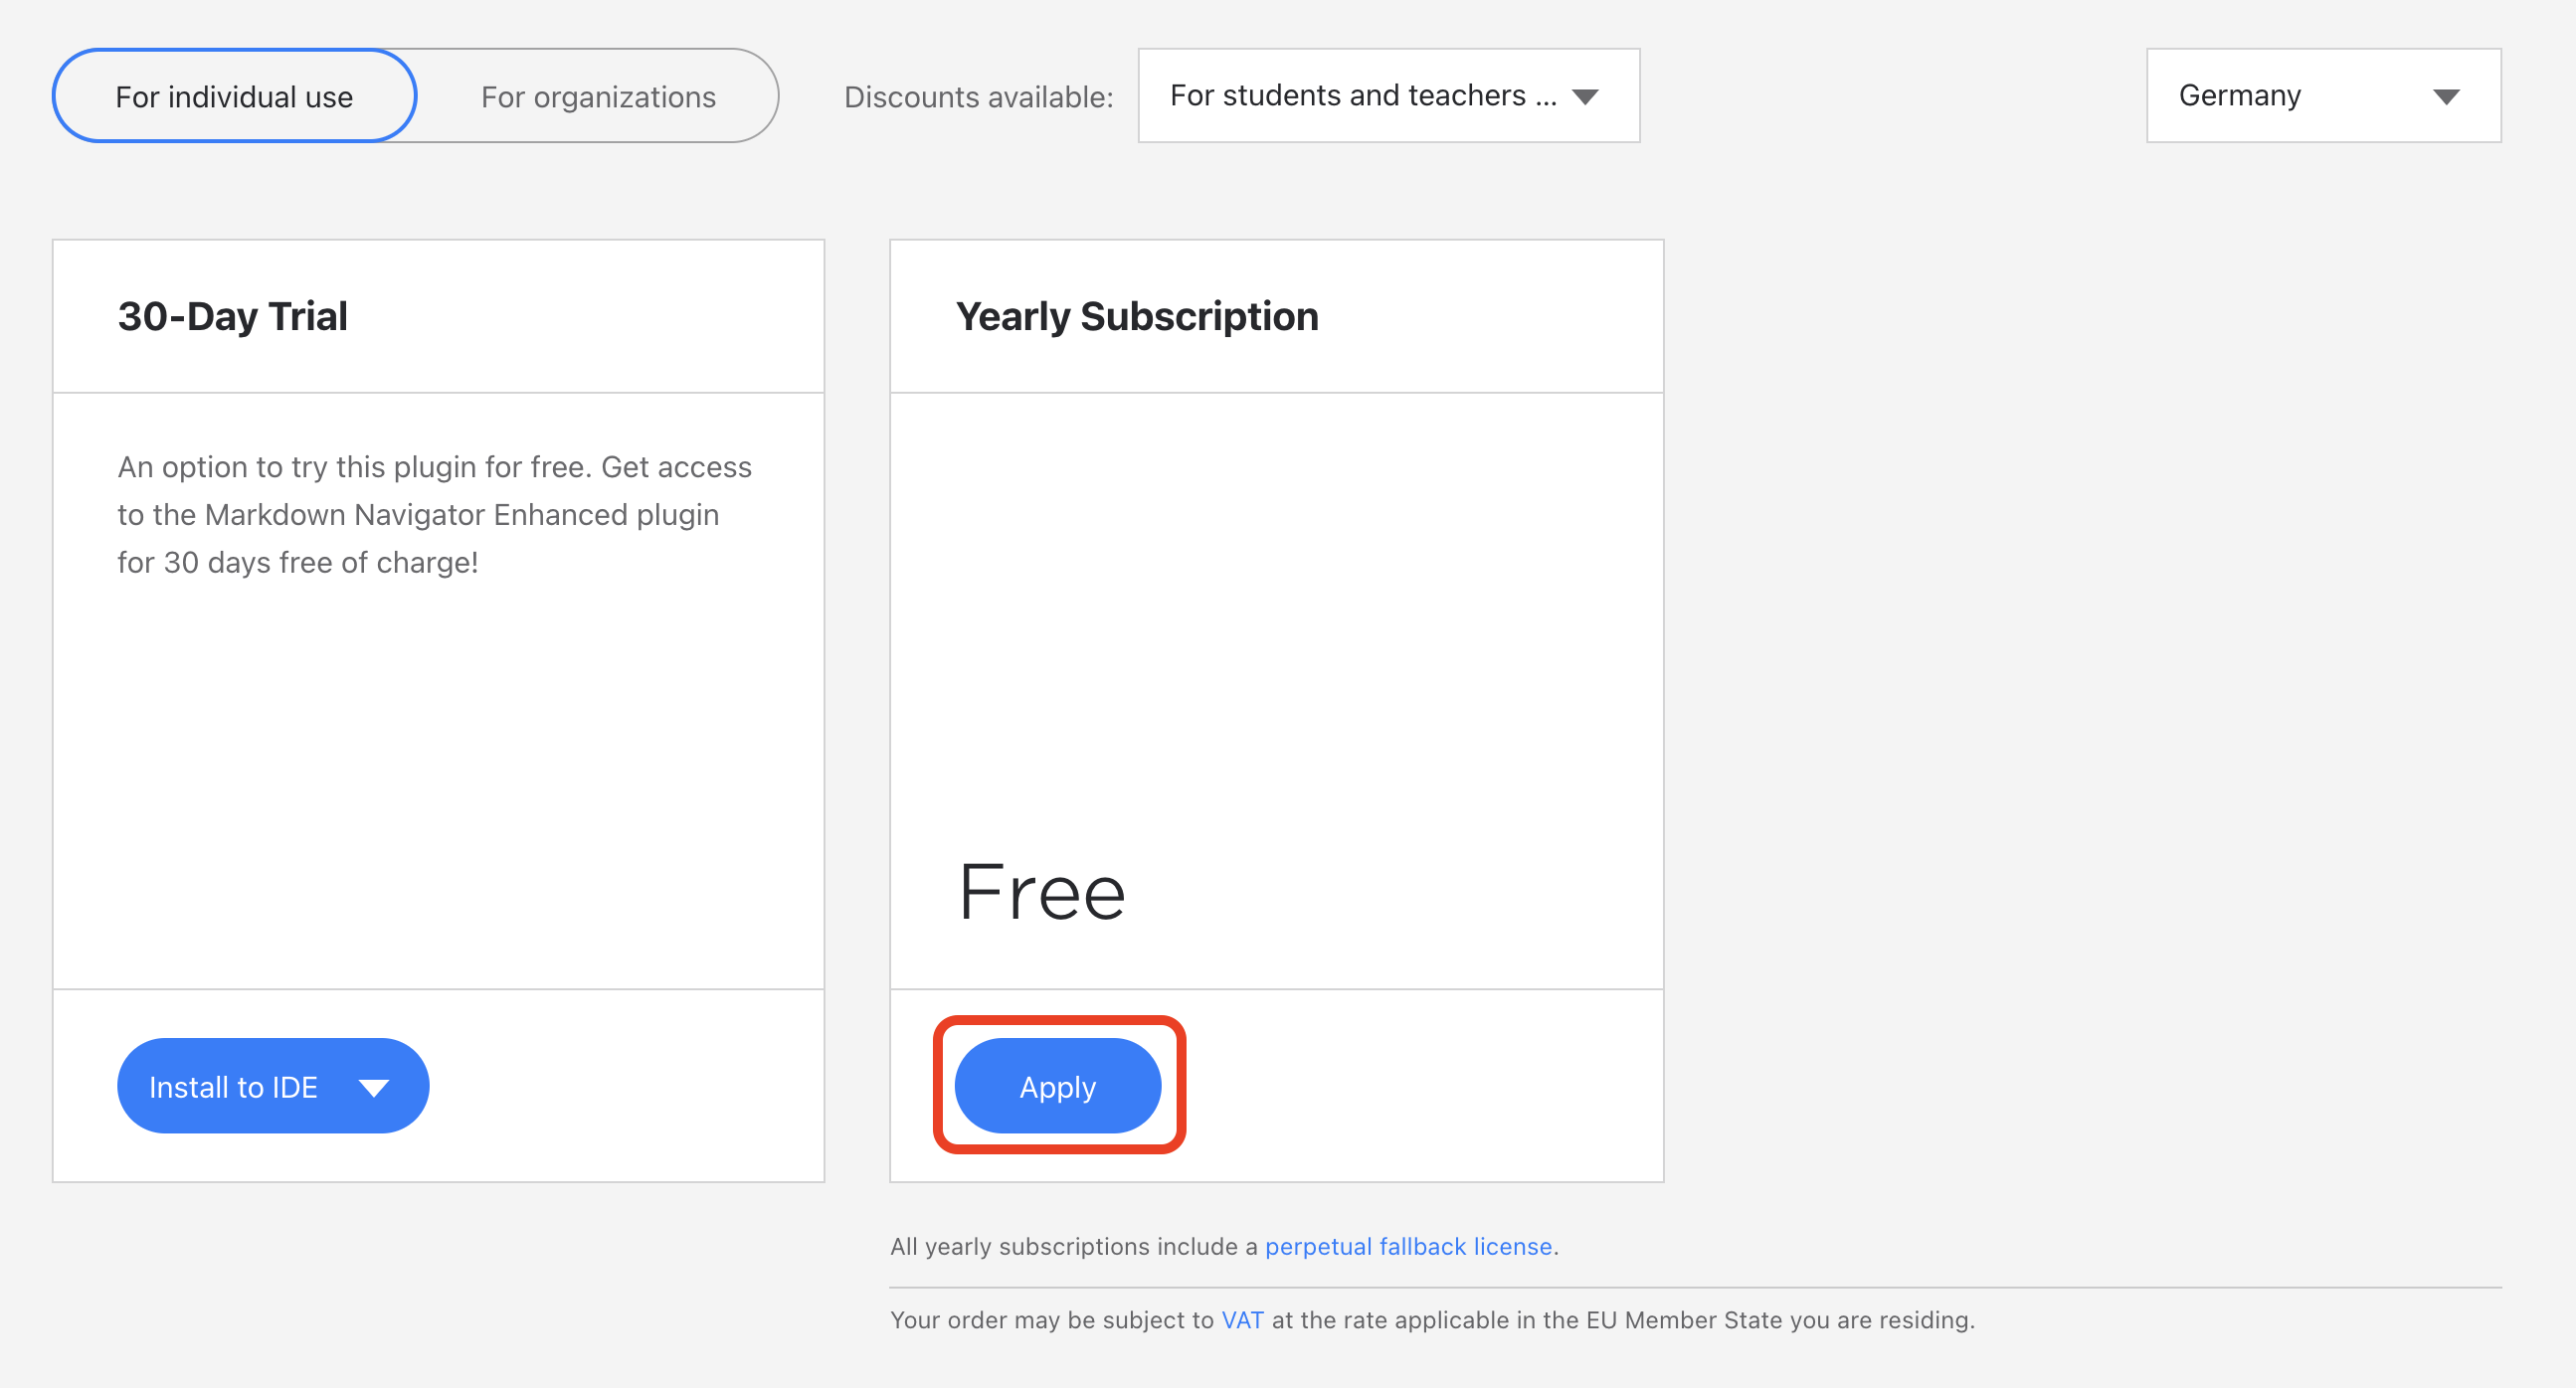 For individual use
For organizations
Discounts available:
For students and teachers ...
Germany
30-Day Trial
An option to try this plugin for free. Get access
to the Markdown Navigator Enhanced plugin
for 30 days free of charge!
Install to IDE
Yearly Subscription
Free
Apply
All yearly subscriptions include a perpetual fallback license.
Your order may be subject to VAT at the rate applicable in the EU Member State you are residing.